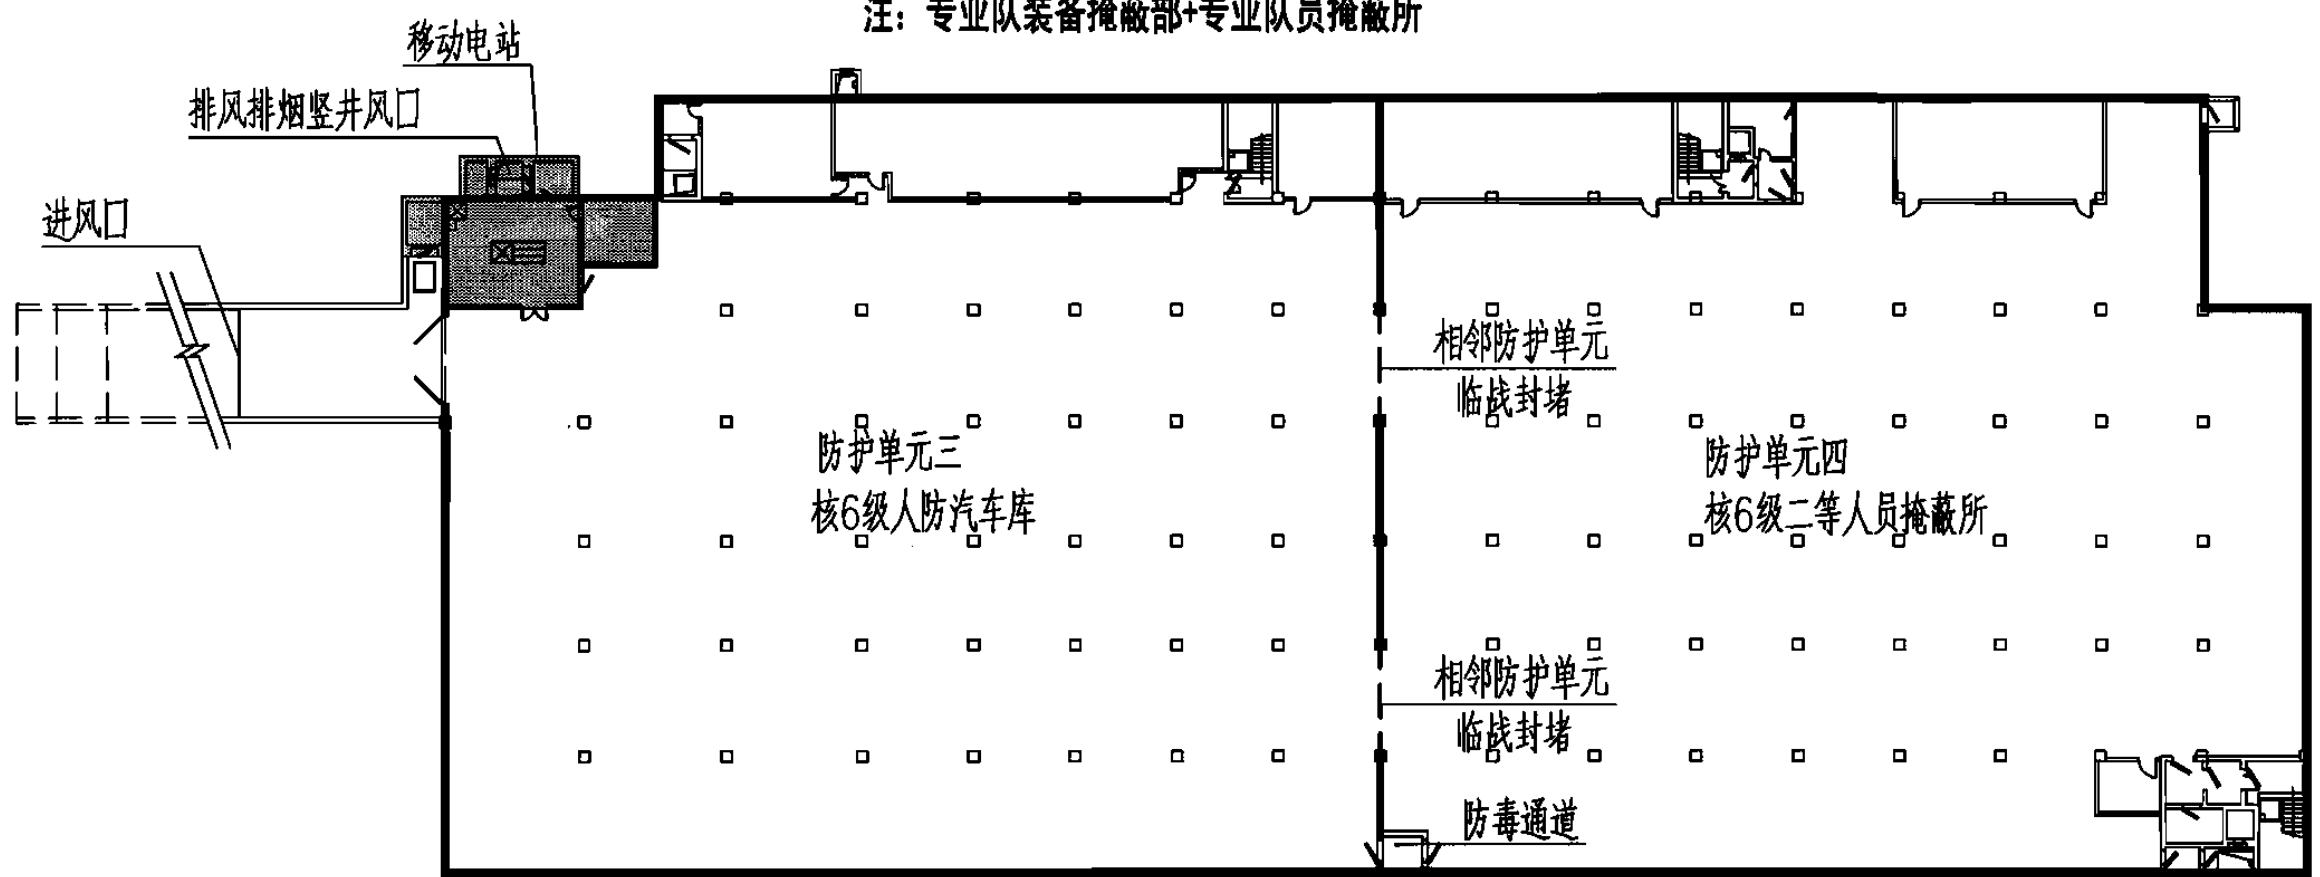 注：专业队装备掩蔽部+专业队员掩蔽所
移动电站
排风排烟竖井风口
进风口
相邻防护单元
临战封堵
防护单元三
核6级人防汽车库
防护单元四
核6级二等人员掩蔽所
相邻防护单元
临战封堵
防毒通道